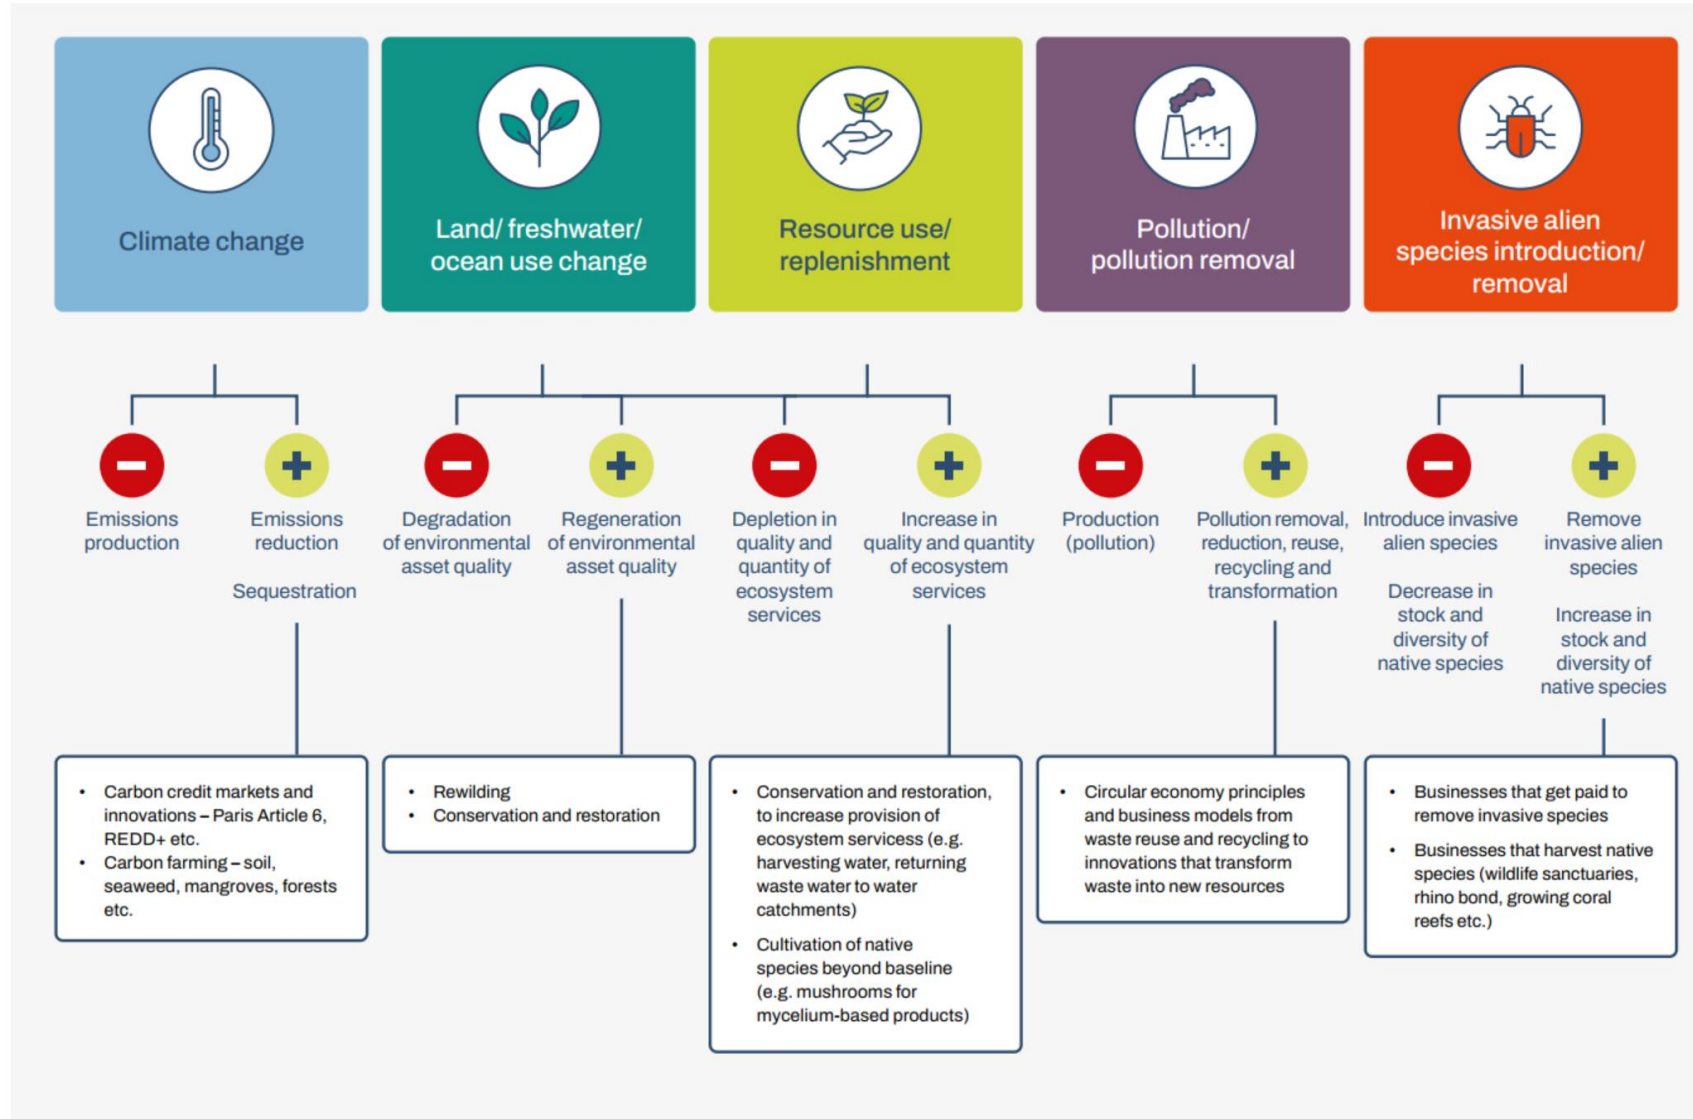 Climate change
Land/ freshwater/
ocean use change
Resource use/
replenishment
Pollution/
pollution removal
Invasive alien
species introduction/
removal
Emissions
production
Emissions
reduction
Sequestration
Degradation
of environmental
asset quality
Regeneration
of environmental
asset quality
Depletion in
quality and
quantity of
ecosystem
services
Increase in
quality and quantity
of ecosystem
services
Production
(pollution)
Pollution removal,
reduction, reuse,
recycling and
transformation
Introduce invasive
alien species
Decrease in
stock and
diversity of
native species
Remove
invasive alien
species
Increase in
stock and
diversity of
native species
• Carbon credit markets and
innovations – Paris Article 6,
REDD+ etc.
• Carbon farming – soil,
seaweed, mangroves, forests
etc.
• Rewilding
• Conservation and restoration
• Conservation and restoration,
to increase provision of
ecosystem servicess (e.g.
harvesting water, returning
waste water to water
catchments)
• Cultivation of native
species beyond baseline
(e.g. mushrooms for
mycelium-based products)
• Circular economy principles
and business models from
waste reuse and recycling to
innovations that transform
waste into new resources
• Businesses that get paid to
remove invasive species
• Businesses that harvest native
species (wildlife sanctuaries,
rhino bond, growing coral
reefs etc.)